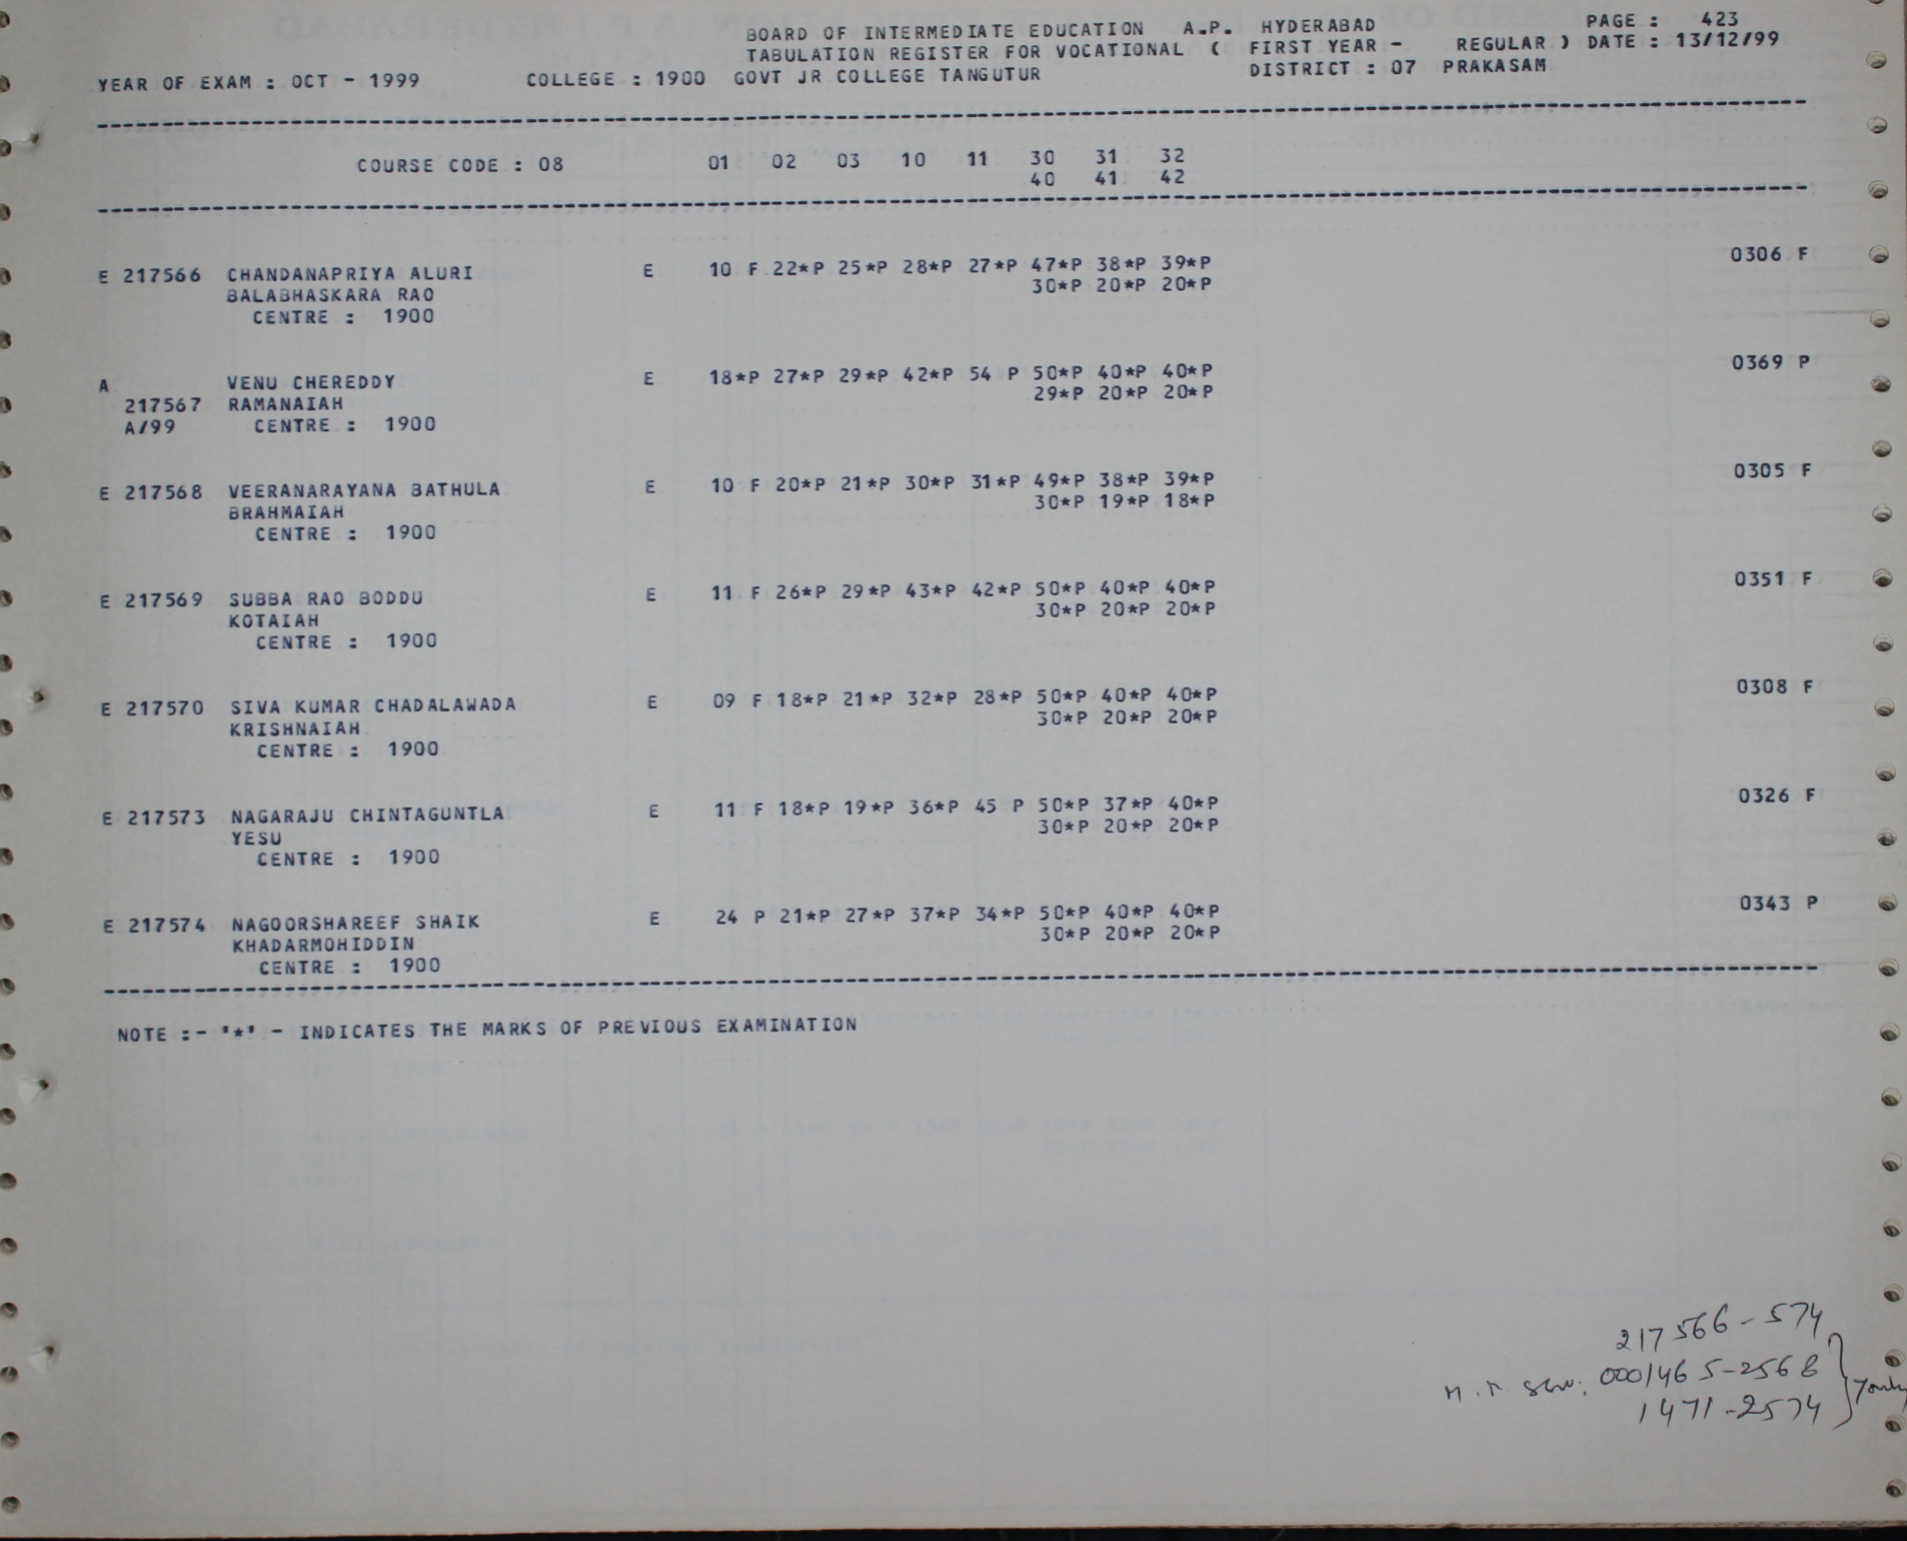 BOARD OF INTERMEDIATE EDUCATION A.P. HYDERABAD PAGE : 423
TABULATION REGISTER FOR VOCATIONAL ( FIRST YEAR - REGULAR ) DATE : 13/12/99
YEAR OF EXAM : OCT - 1999 COLLEGE : 1900 GOVT JR COLLEGE TANGUTUR DISTRICT : 07 PRAKASAM
COURSE CODE : 08 01 02 03 10 11 30 31 32
40 41 42
E 217566 CHANDANAPRIYA ALURI E 10 F 22*P 25*P 28*P 27*P 47*P 38*P 39*P 0306 F
BALABHASKARA RAO 30*P 20*P 20*P
CENTRE : 1900
A VENU CHEREDDY E 18*P 27*P 29*P 42*P 54 P 50*P 40*P 40*P 0369 P
217567 RAMANAIAH 29*P 20*P 20*P
A/99 CENTRE : 1900
E 217568 VEERANARAYANA BATHULA E 10 F 20*P 21*P 30*P 31*P 49*P 38*P 39*P 0305 F
BRAHMAIAH 30*P 19*P 18*P
CENTRE : 1900
E 217569 SUBBA RAO BODDU E 11 F 26*P 29*P 43*P 42*P 50*P 40*P 40*P 0351 F
KOTAIAH 30*P 20*P 20*P
CENTRE : 1900
E 217570 SIVA KUMAR CHADALAWADA E 09 F 18*P 21*P 32*P 28*P 50*P 40*P 40*P 0308 F
KRISHNAIAH 30*P 20*P 20*P
CENTRE : 1900
E 217573 NAGARAJU CHINTAGUNTLA E 11 F 18*P 19*P 36*P 45 P 50*P 37*P 40*P 0326 F
YESU 30*P 20*P 20*P
CENTRE : 1900
E 217574 NAGOORSHAREEF SHAIK E 24 P 21*P 27*P 37*P 34*P 50*P 40*P 40*P 0343 P
KHADARMOHIDDIN 30*P 20*P 20*P
CENTRE : 1900
NOTE :- '*' - INDICATES THE MARKS OF PREVIOUS EXAMINATION
217566-574
0001465-2568
1471-2574